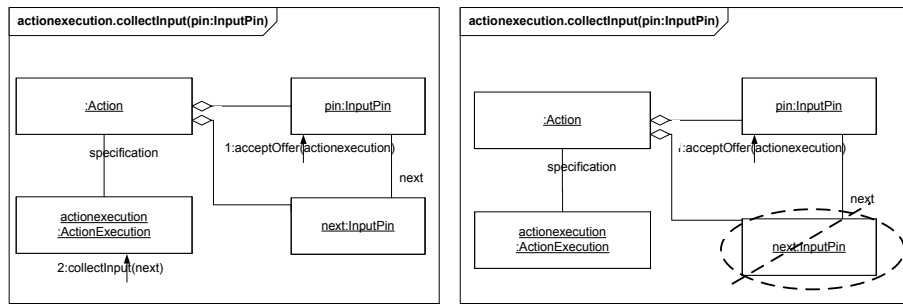 actionexecution.collectInput(pin:InputPin)
:Action
pin:InputPin
specification
1:acceptOffer(actionexecution)
next
actionexecution
:ActionExecution
next:InputPin
2:collectInput(next)
actionexecution.collectInput(pin:InputPin)
:Action
pin:InputPin
1:acceptOffer(actionexecution)
specification
next
actionexecution
:ActionExecution
next:InputPin